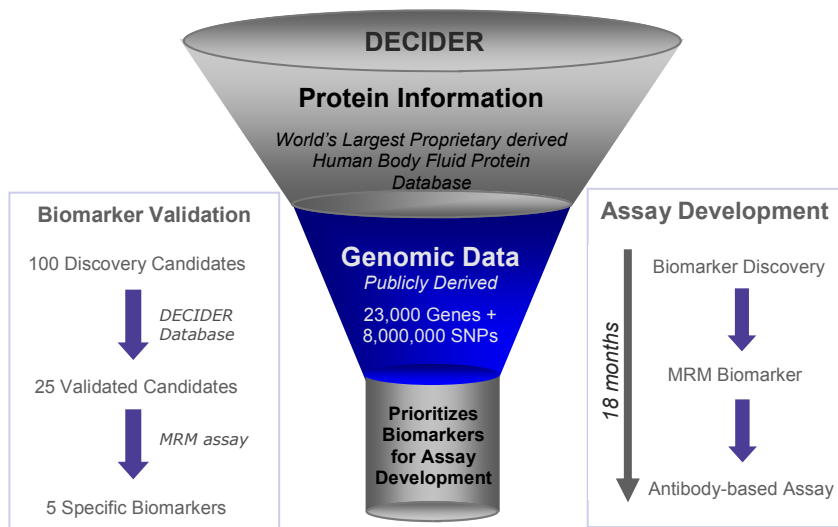 DECIDER
Protein Information
World's Largest Proprietary derived
Human Body Fluid Protein
Database
Genomic Data
Publicly Derived
23,000 Genes +
8,000,000 SNPs
Prioritizes
Biomarkers
for Assay
Development
Biomarker Validation
100 Discovery Candidates
DECIDER
Database
25 Validated Candidates
MRM assay
5 Specific Biomarkers
Assay Development
18 months
Biomarker Discovery
MRM Biomarker
Antibody-based Assay